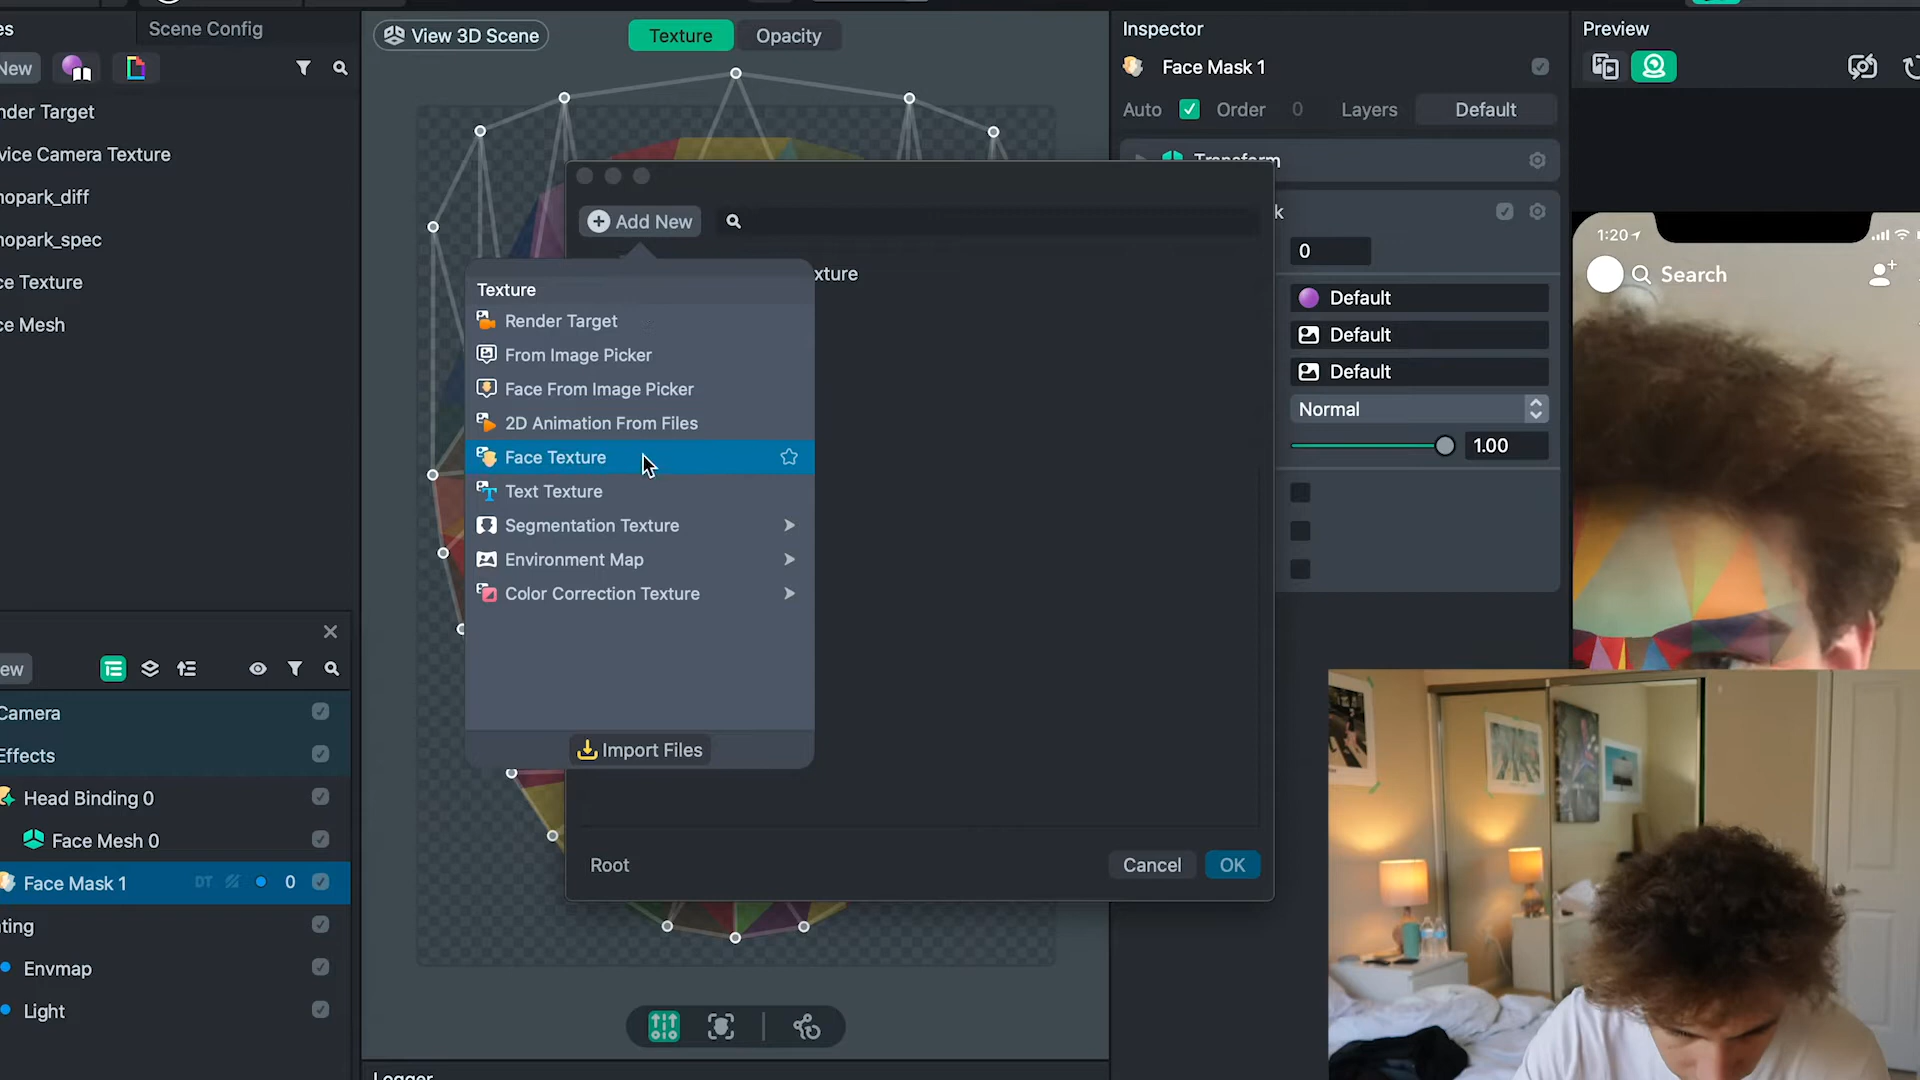 es
Scene Config
View 3D Scene
Texture
Opacity
Inspector
Preview
New
Face Mask 1
Auto
Order
0
Layers
Default
nder Target
vice Camera Texture
nopark_diff
nopark_spec
ce Texture
ce Mesh
Transform
Add New
k
0
xture
Texture
Render Target
From Image Picker
Face From Image Picker
2D Animation From Files
Face Texture
Text Texture
Segmentation Texture
Environment Map
Color Correction Texture
Import Files
Default
Default
Default
Normal
1.00
1:20
Search
ew
Camera
Effects
Head Binding 0
Face Mesh 0
Face Mask 1
DT
0
ting
Envmap
Light
Root
Cancel
OK
Logger